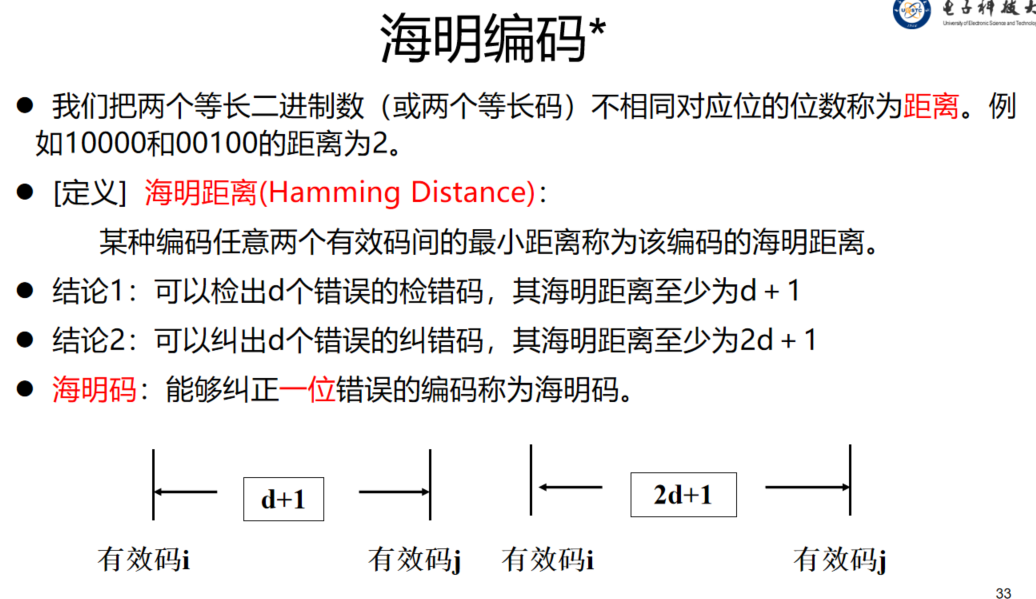 电子科技大
University of Electronic Science and Technology
海明编码*
● 我们把两个等长二进制数(或两个等长码)不相同对应位的位数称为距离。例
如10000和00100的距离为2。
● [定义] 海明距离(Hamming Distance):
某种编码任意两个有效码间的最小距离称为该编码的海明距离。
● 结论1:可以检出d个错误的检错码,其海明距离至少为d+1
● 结论2:可以纠出d个错误的纠错码,其海明距离至少为2d+1
● 海明码:能够纠正一位错误的编码称为海明码。
d+1 2d+1
有效码i 有效码j 有效码i 有效码j
33